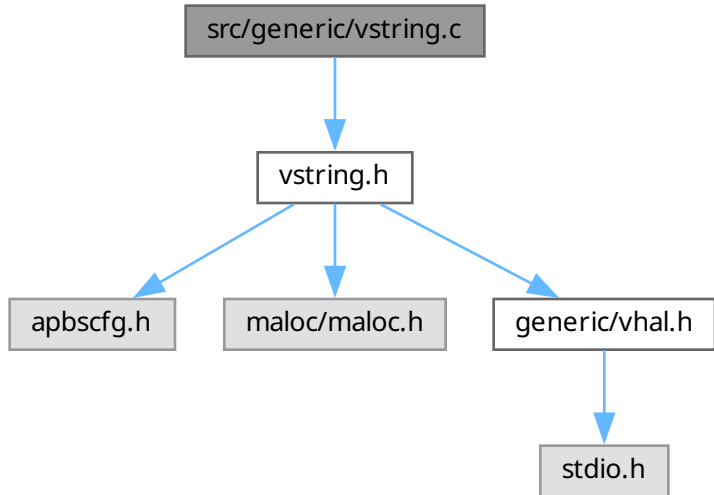 src/generic/vstring.c
vstring.h
apbscfg.h
maloc/maloc.h
generic/vhal.h
stdio.h